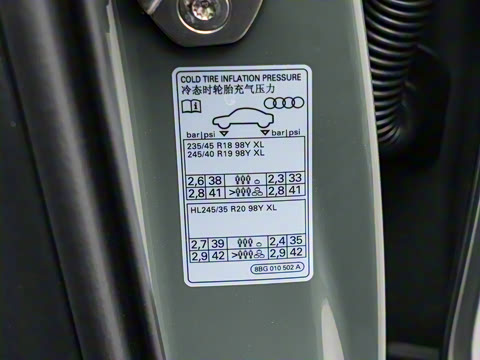 COLD TIRE INFLATION PRESSURE
冷态时轮胎充气压力
bar|psi bar|psi
235/45 R18 98Y XL
245/40 R19 98Y XL
2,6 38 2,3 33
2,8 41 > 2,8 41
HL245/35 R20 98Y XL
2,7 39 2,4 35
2,9 42 > 2,9 42
8BG 010 502 A